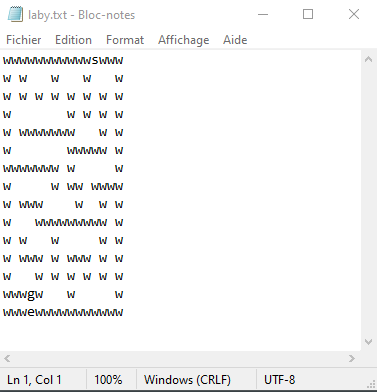 laby.txt - Bloc-notes
Fichier Edition Format Affichage Aide
wwwwwwwwwwwswww
w w   w   w   w
w w w w w w w w
w       w   w w
w wwwwwww   w w
w       wwwww w
wwwwwww w     w
w     w ww wwww
w www    w  w w
w   wwwwwwwww w
w w   w     w w
w www w www w w
w   w w w w w w
wwwgw   w     w
wwwewwwwwwwwwww
Ln 1, Col 1 100% Windows (CRLF) UTF-8